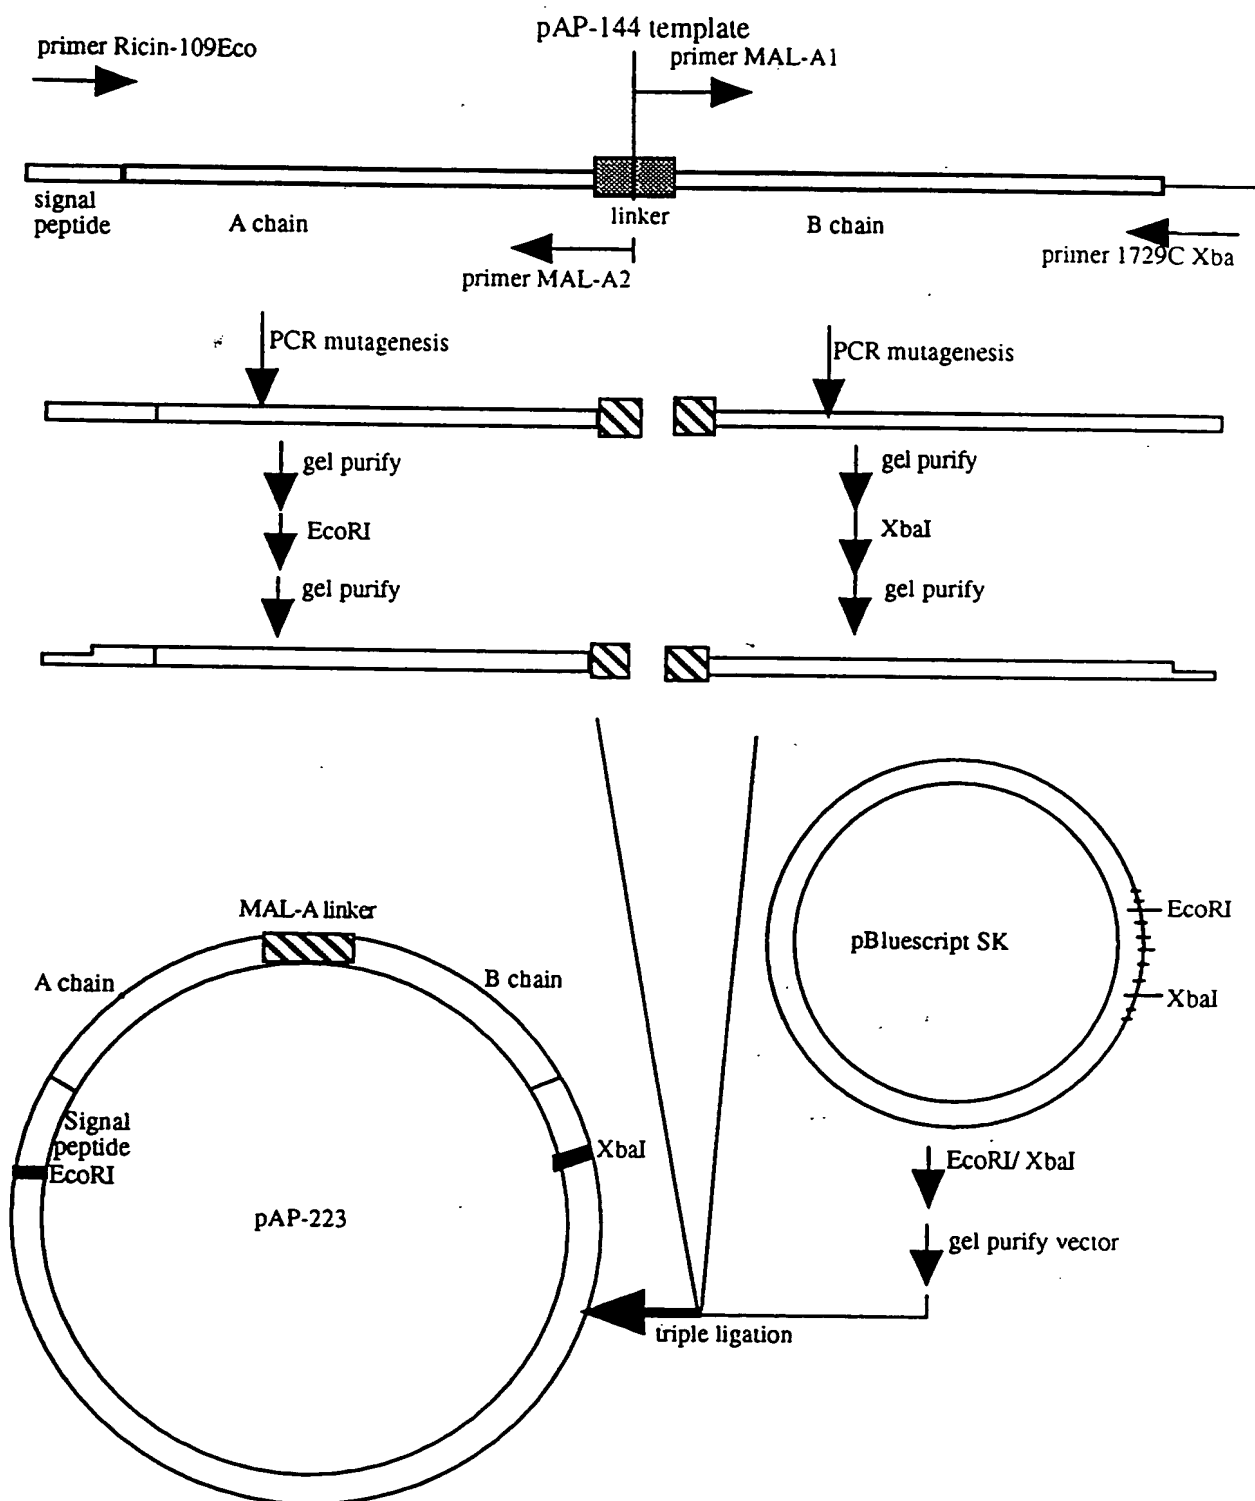 pAP-144 template
primer Ricin-109Eco
primer MAL-A1
signal
peptide
A chain
linker
B chain
primer MAL-A2
primer 1729C Xba
PCR mutagenesis
PCR mutagenesis
gel purify
gel purify
EcoRI
XbaI
gel purify
gel purify
MAL-A linker
A chain
B chain
pBluescript SK
EcoRI
XbaI
Signal
peptide
EcoRI
XbaI
pAP-223
EcoRI/ XbaI
gel purify vector
triple ligation